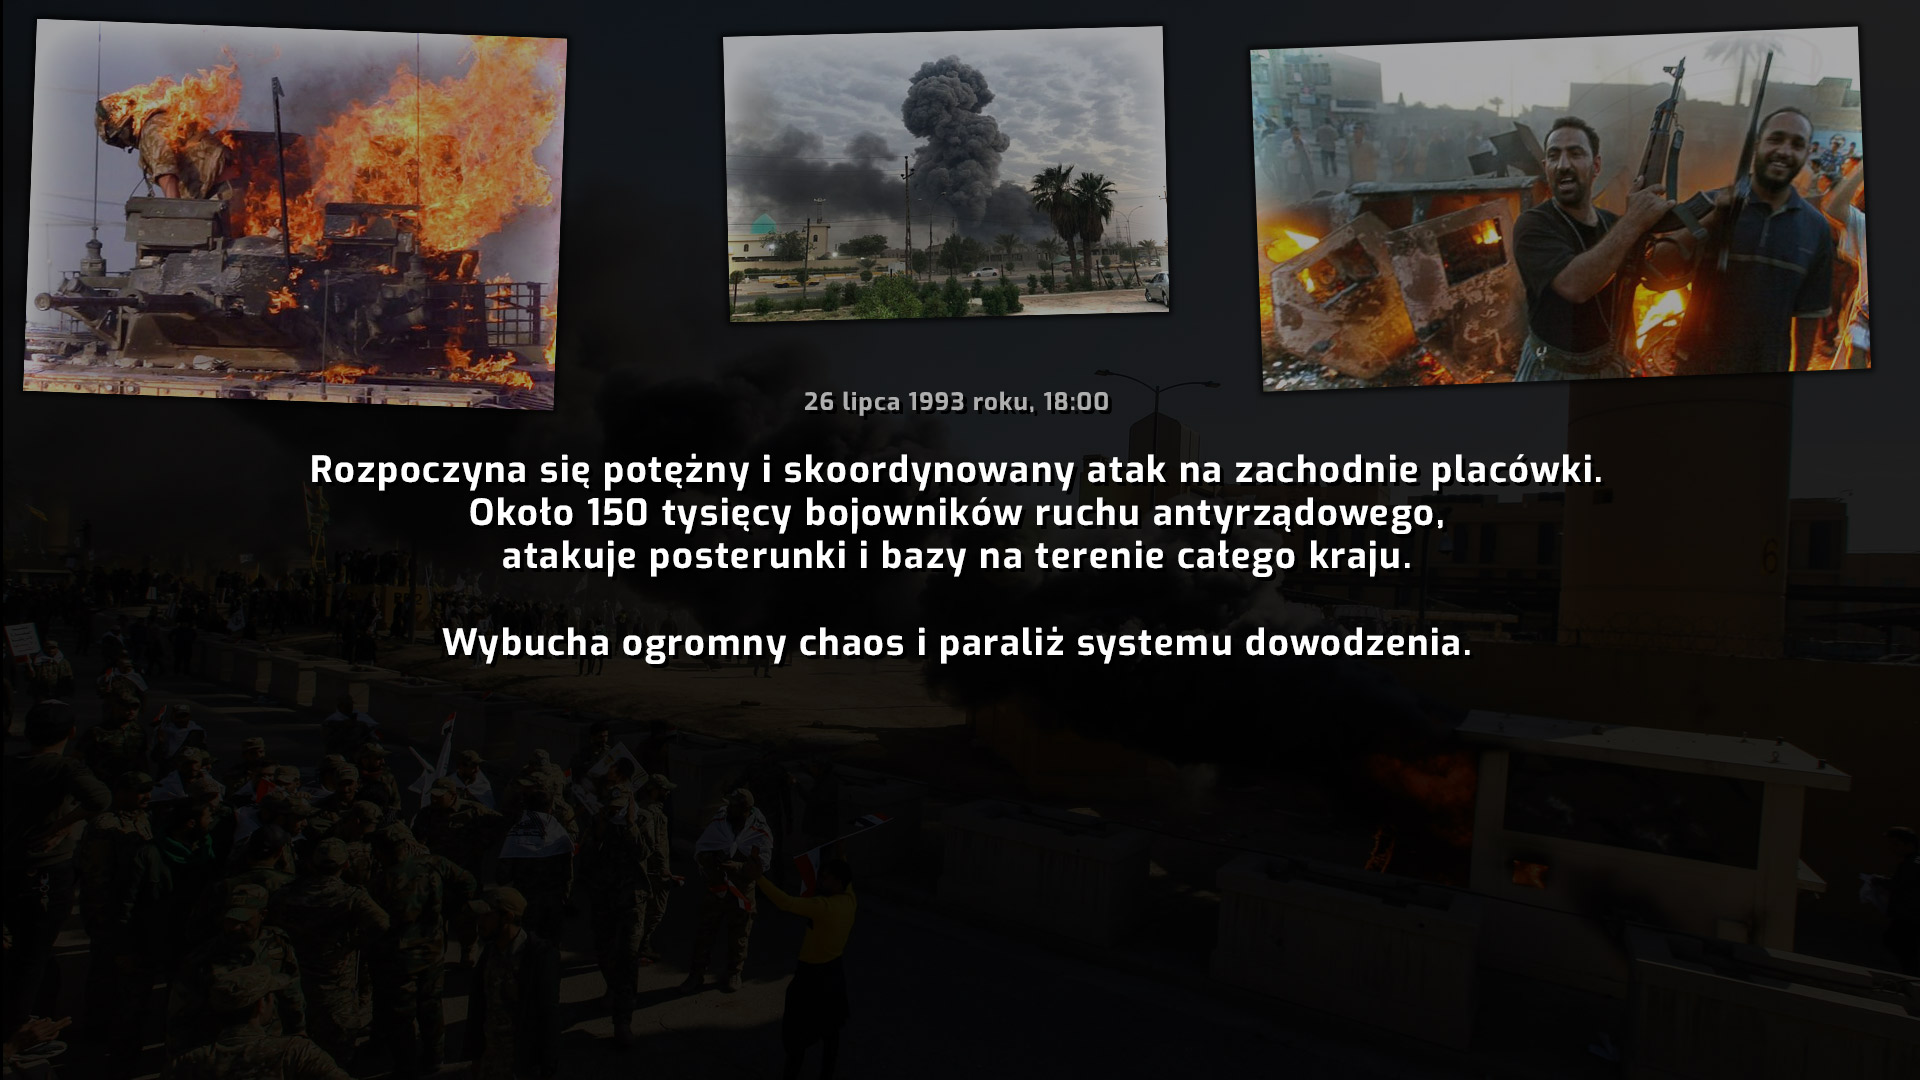 26 lipca 1993 roku, 18:00
Rozpoczyna się potężny i skoordynowany atak na zachodnie placówki.
Około 150 tysięcy bojowników ruchu antyrządowego,
atakuje posterunki i bazy na terenie całego kraju.
Wybucha ogromny chaos i paraliż systemu dowodzenia.